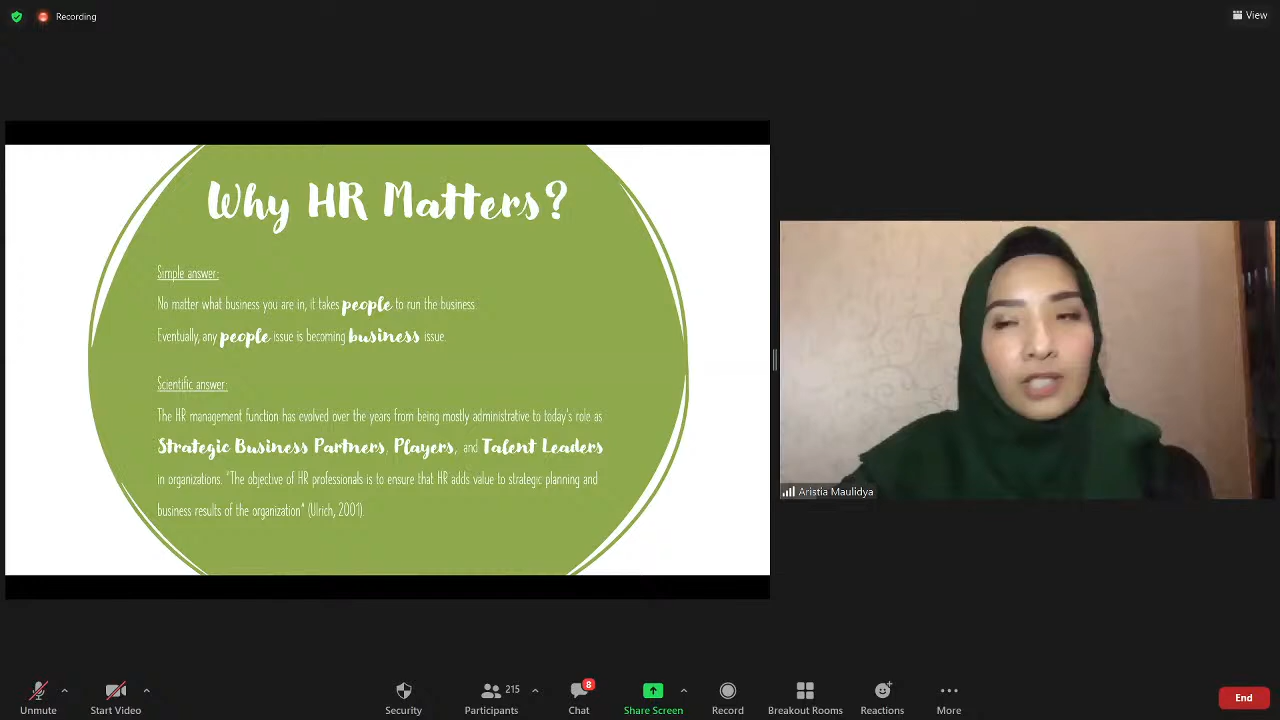 Recording
View
Why HR Matters?
Simple answer:
No matter what business you are in, it takes people to run the business.
Eventually, any people issue is becoming business issue.
Scientific answer:
The HR management function has evolved over the years from being mostly administrative to today's role as
Strategic Business Partners, Players, and Talent Leaders
in organizations. "The objective of HR professionals is to ensure that HR adds value to strategic planning and
business results of the organization" (Ulrich, 2001).
Aristia Maulidya
Unmute
Start Video
Security
Participants
215
Chat
8
Share Screen
Record
Breakout Rooms
Reactions
More
End